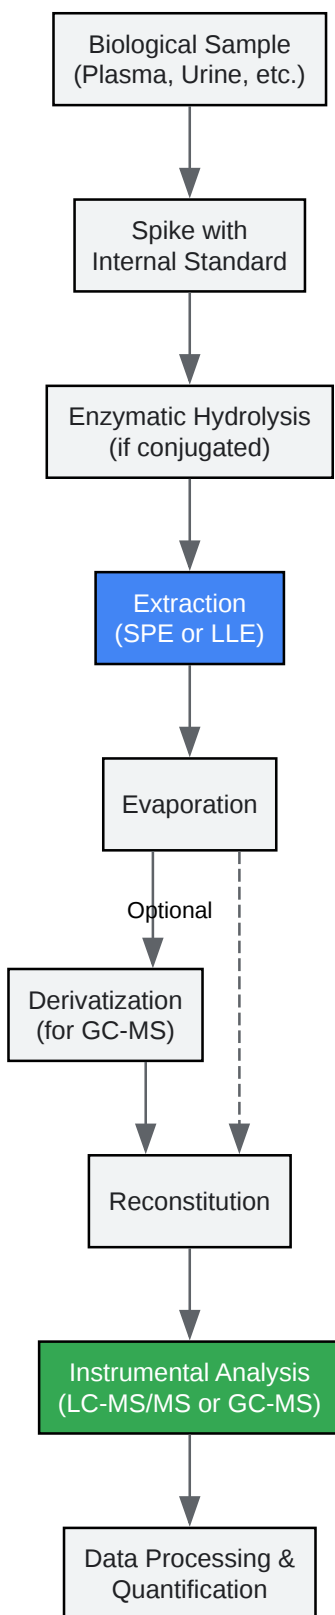 Biological Sample
(Plasma, Urine, etc.)
Spike with
Internal Standard
Enzymatic Hydrolysis
(if conjugated)
Extraction
(SPE or LLE)
Evaporation
Optional
Derivatization
(for GC-MS)
Reconstitution
Instrumental Analysis
(LC-MS/MS or GC-MS)
Data Processing &
Quantification